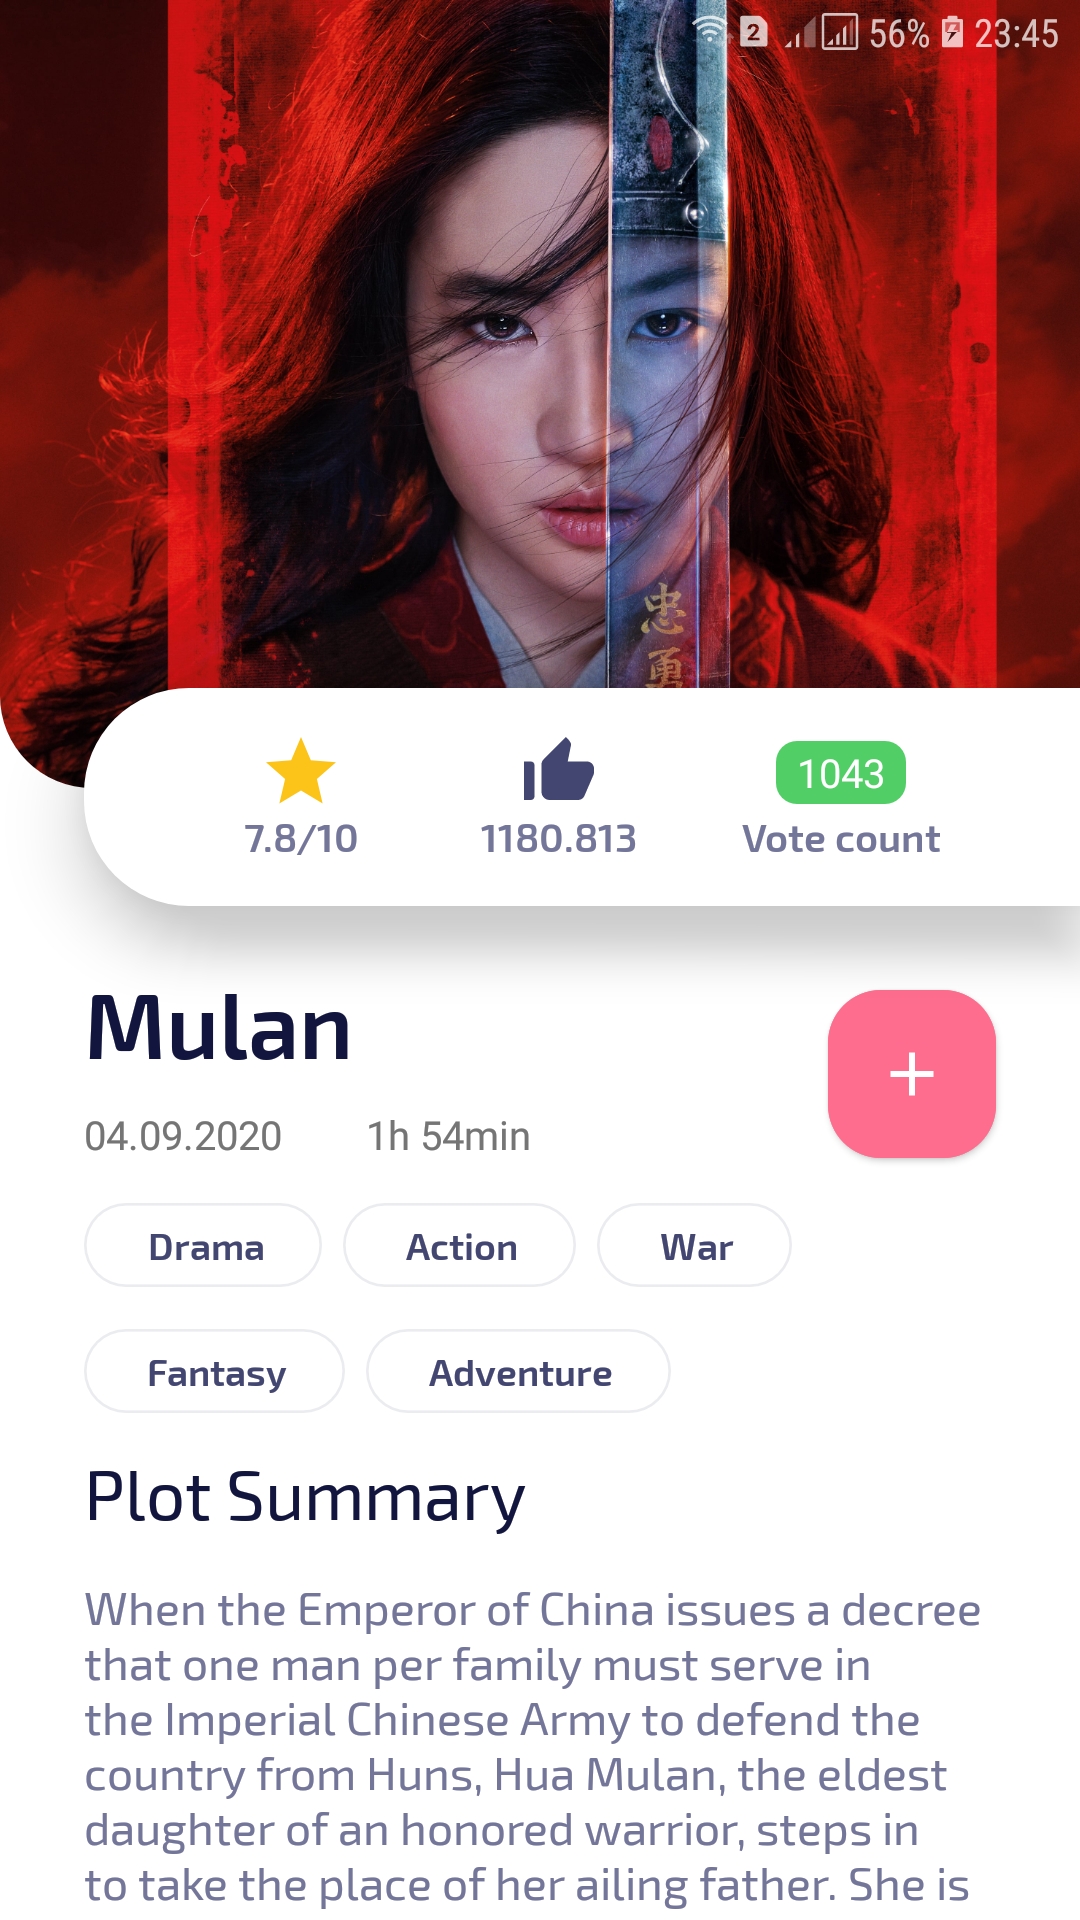 2 56% 23:45
忠
勇
1043
7.8/10 1180.813 Vote count
Mulan
04.09.2020 1h 54min
Drama Action War
Fantasy Adventure
Plot Summary
When the Emperor of China issues a decree
that one man per family must serve in
the Imperial Chinese Army to defend the
country from Huns, Hua Mulan, the eldest
daughter of an honored warrior, steps in
to take the place of her ailing father. She is